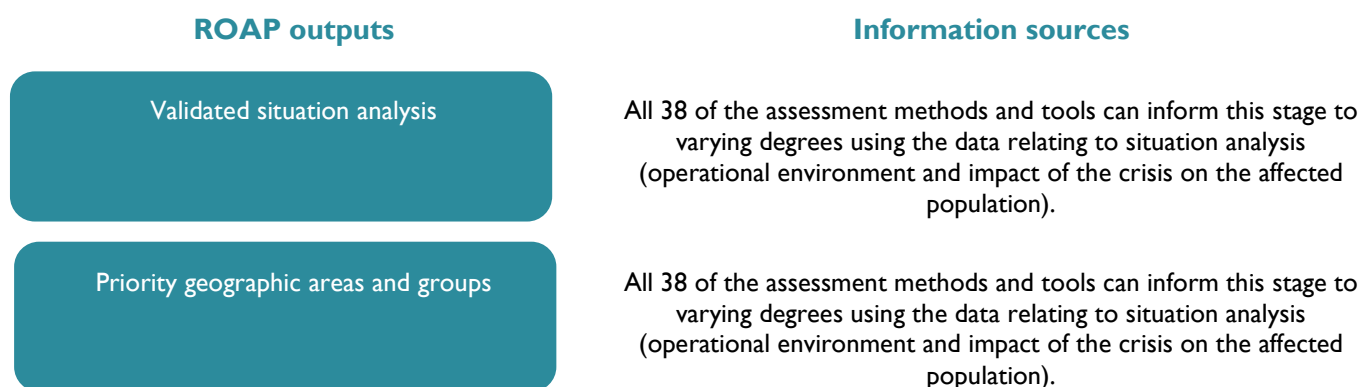 ROAP outputs
Information sources
Validated situation analysis
All 38 of the assessment methods and tools can inform this stage to
varying degrees using the data relating to situation analysis
(operational environment and impact of the crisis on the affected
population).
Priority geographic areas and groups
All 38 of the assessment methods and tools can inform this stage to
varying degrees using the data relating to situation analysis
(operational environment and impact of the crisis on the affected
population).